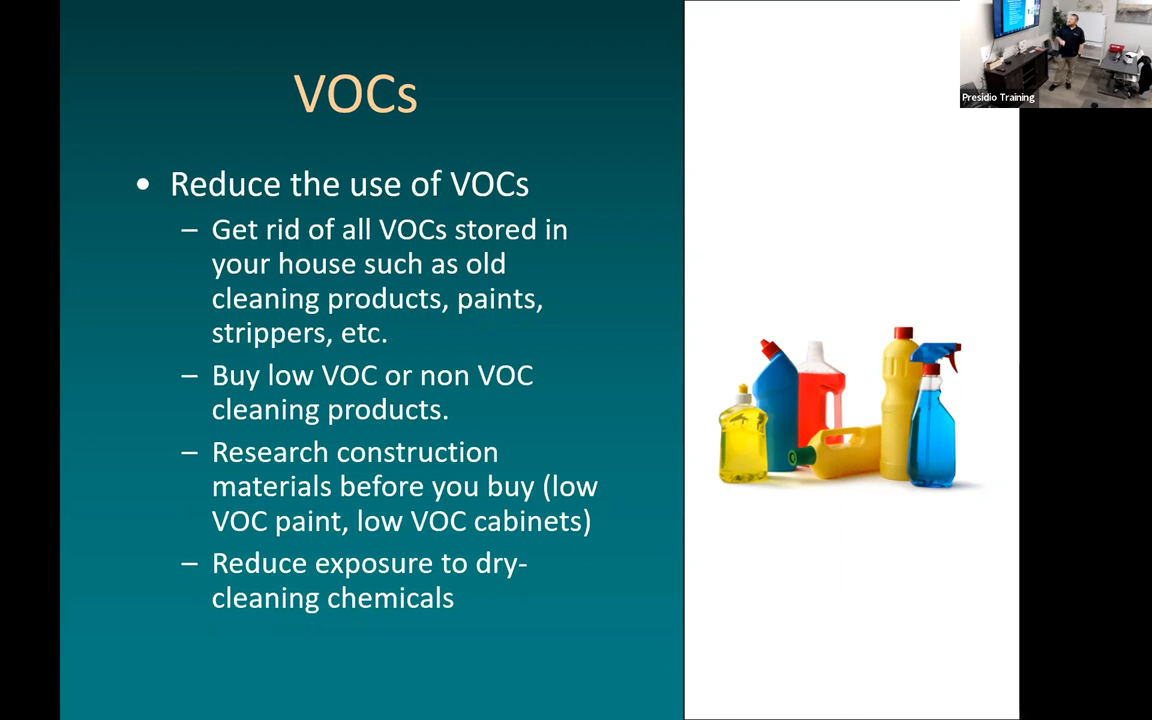 VOCs
• Reduce the use of VOCs
– Get rid of all VOCs stored in
your house such as old
cleaning products, paints,
strippers, etc.
– Buy low VOC or non VOC
cleaning products.
– Research construction
materials before you buy (low
VOC paint, low VOC cabinets)
– Reduce exposure to dry-
cleaning chemicals
Presidio Training